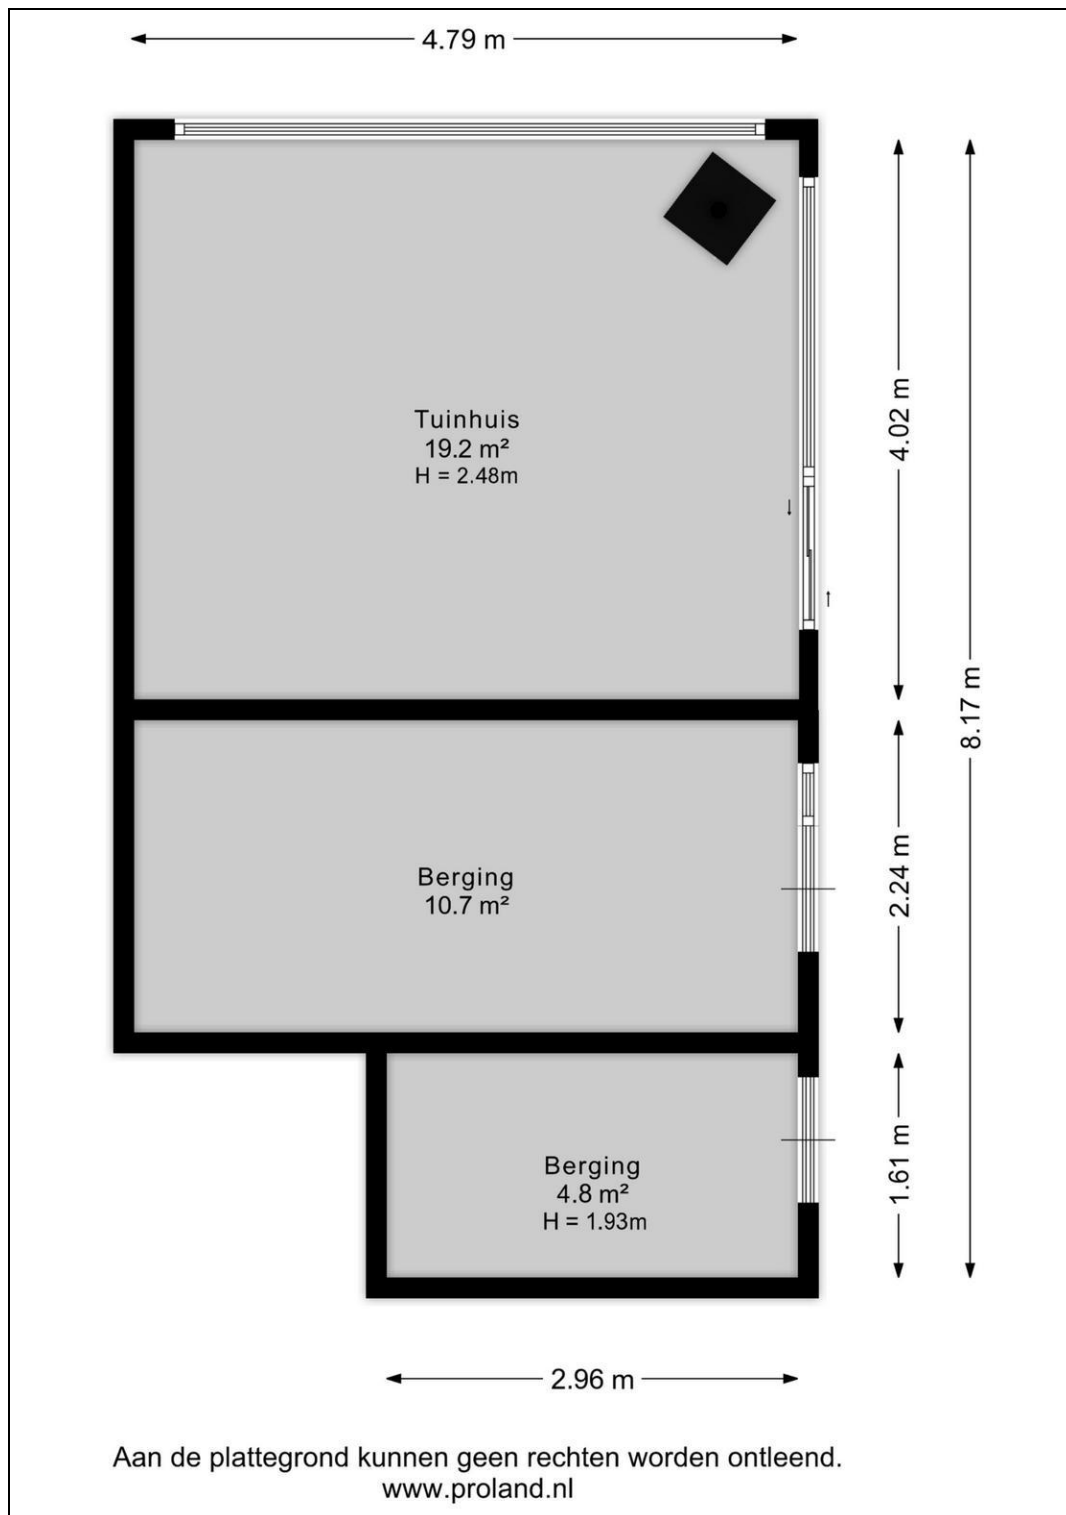 4.79 m
Tuinhuis
19.2 m²
H = 2.48m
4.02 m
8.17 m
Berging
10.7 m²
2.24 m
Berging
4.8 m²
H = 1.93m
1.61 m
2.96 m
Aan de plattegrond kunnen geen rechten worden ontleend.
www.proland.nl